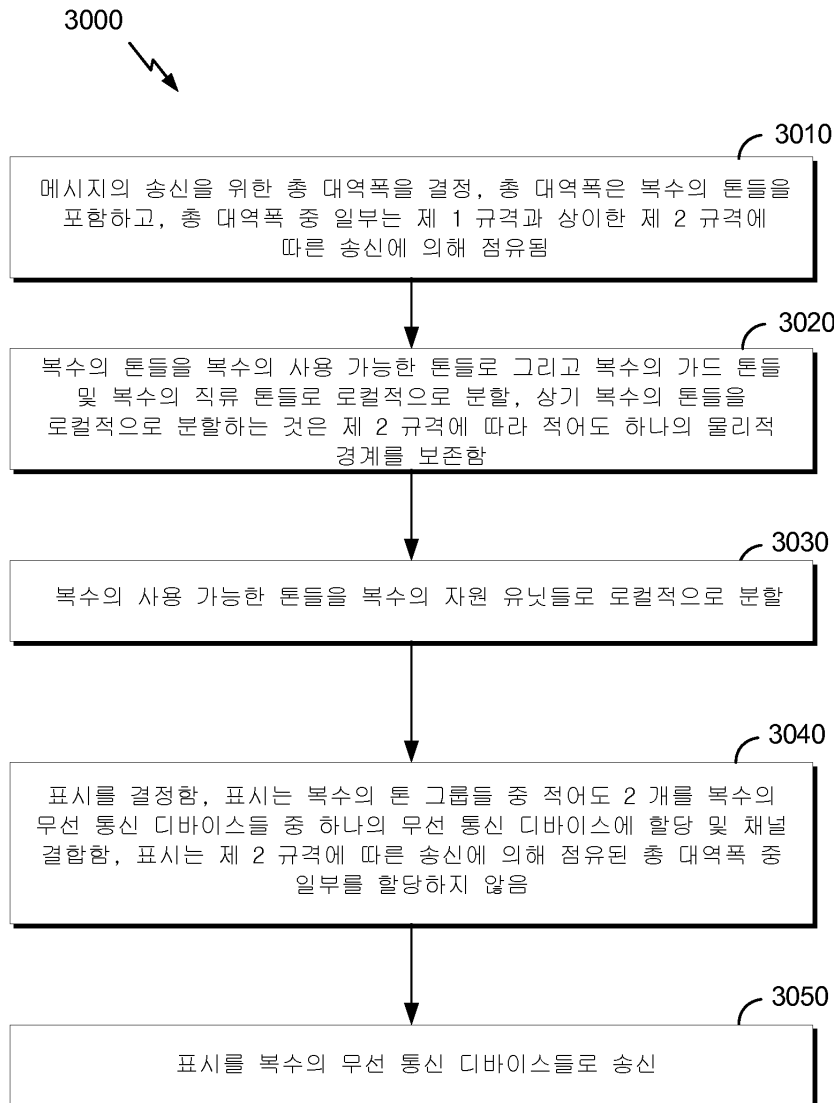 3000
3010
메시지의 송신을 위한 총 대역폭을 결정, 총 대역폭은 복수의 톤들을
포함하고, 총 대역폭 중 일부는 제 1 규격과 상이한 제 2 규격에
따른 송신에 의해 점유됨
3020
복수의 톤들을 복수의 사용 가능한 톤들로 그리고 복수의 가드 톤들
및 복수의 직류 톤들로 로컬적으로 분할, 상기 복수의 톤들을
로컬적으로 분할하는 것은 제 2 규격에 따라 적어도 하나의 물리적
경계를 보존함
3030
복수의 사용 가능한 톤들을 복수의 자원 유닛들로 로컬적으로 분할
3040
표시를 결정함, 표시는 복수의 톤 그룹들 중 적어도 2 개를 복수의
무선 통신 디바이스들 중 하나의 무선 통신 디바이스에 할당 및 채널
결합함, 표시는 제 2 규격에 따른 송신에 의해 점유된 총 대역폭 중
일부를 할당하지 않음
3050
표시를 복수의 무선 통신 디바이스들로 송신